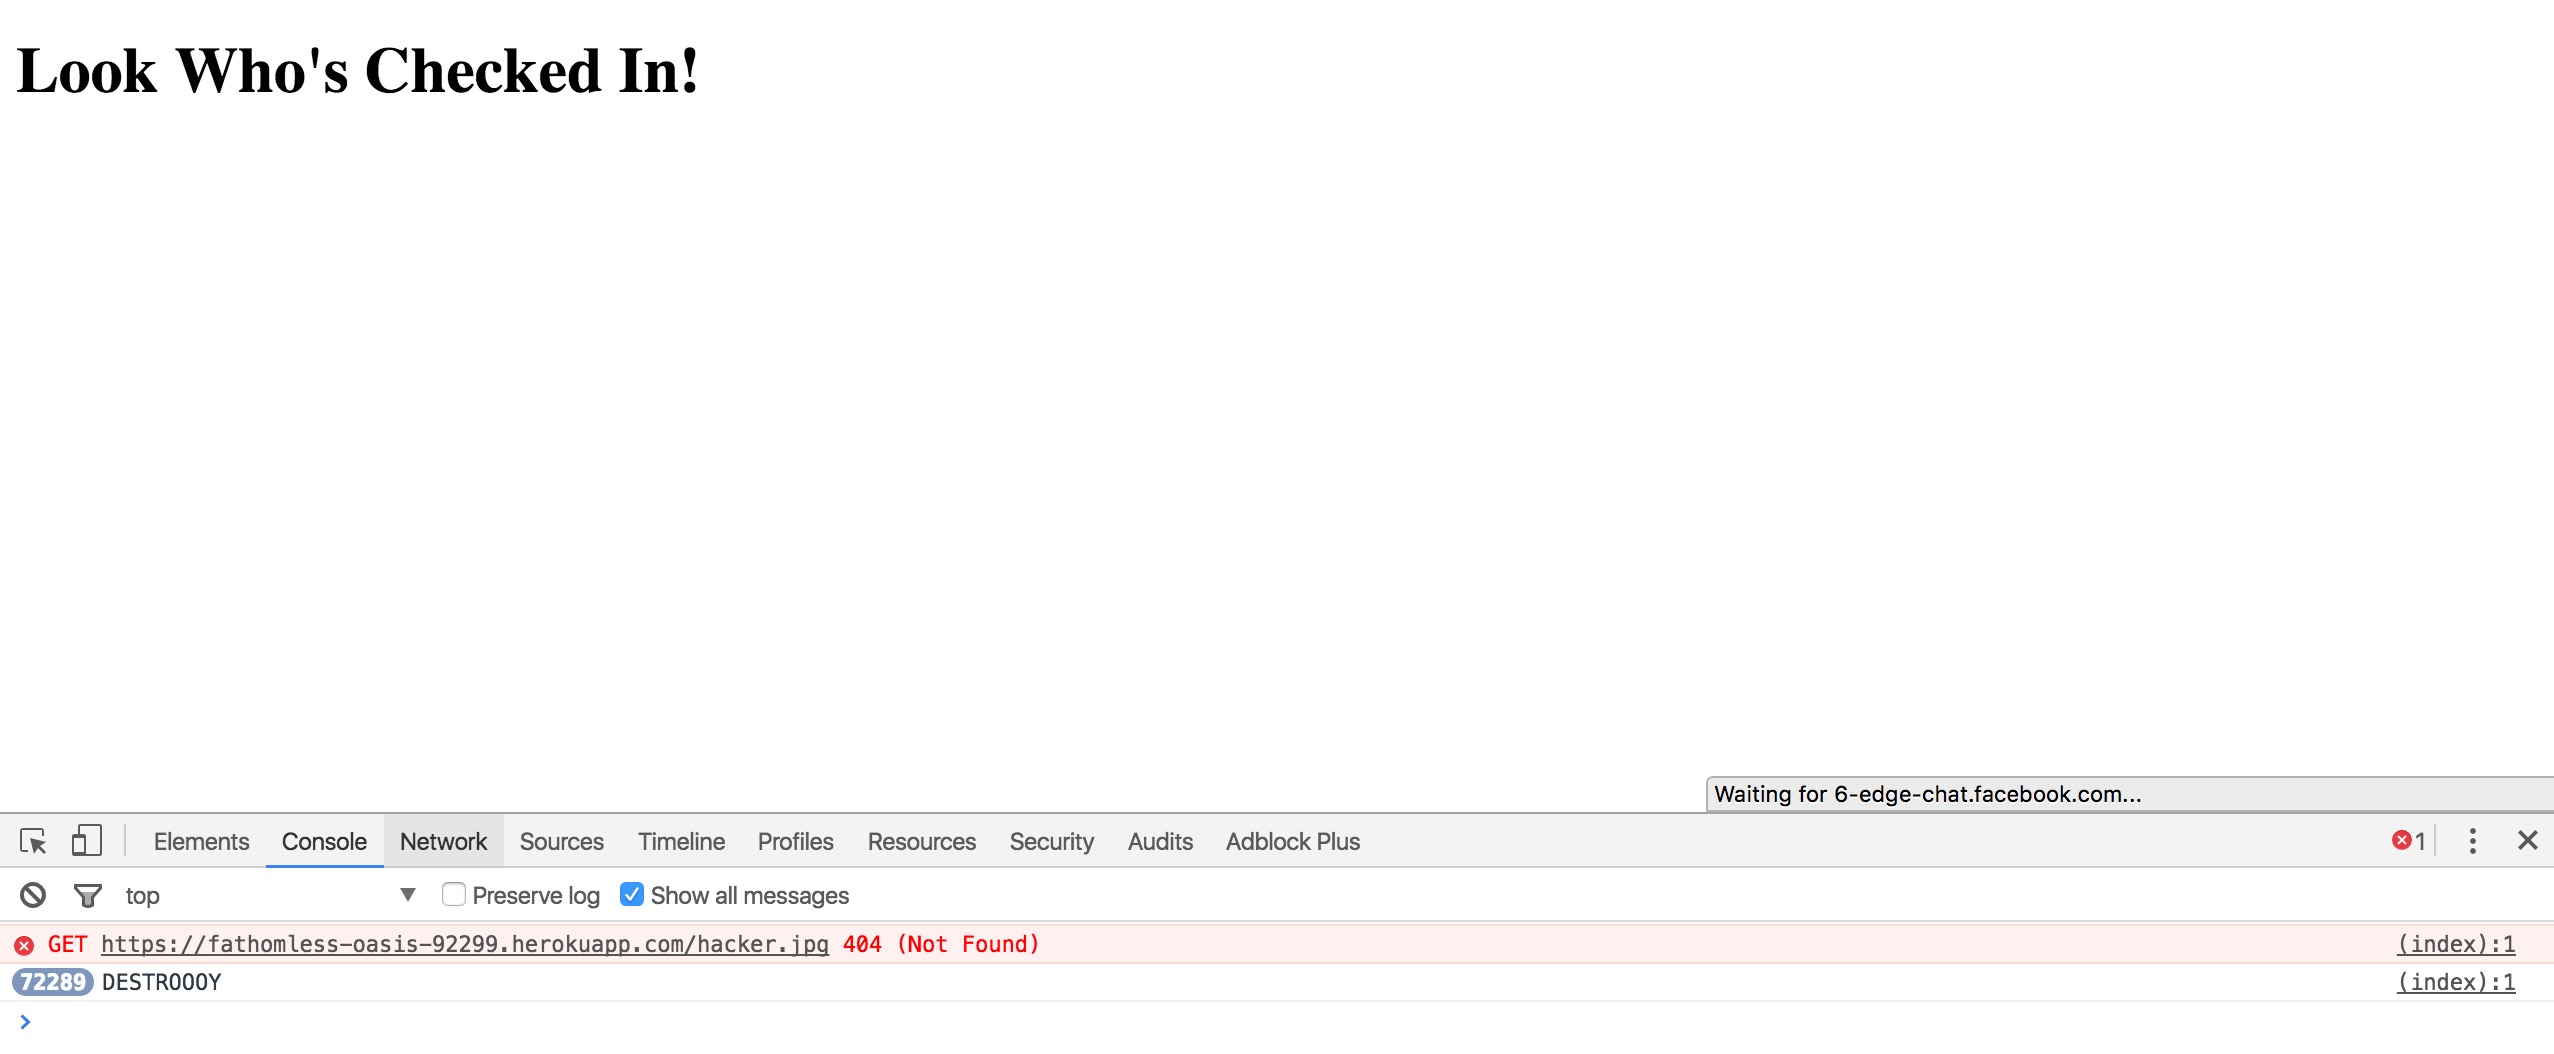 Look Who's Checked In!
Waiting for 6-edge-chat.facebook.com...
Elements Console Network Sources Timeline Profiles Resources Security Audits Adblock Plus 1
top Preserve log Show all messages
GET https://fathomless-oasis-92299.herokuapp.com/hacker.jpg 404 (Not Found) (index):1
72289 DESTROOOY (index):1